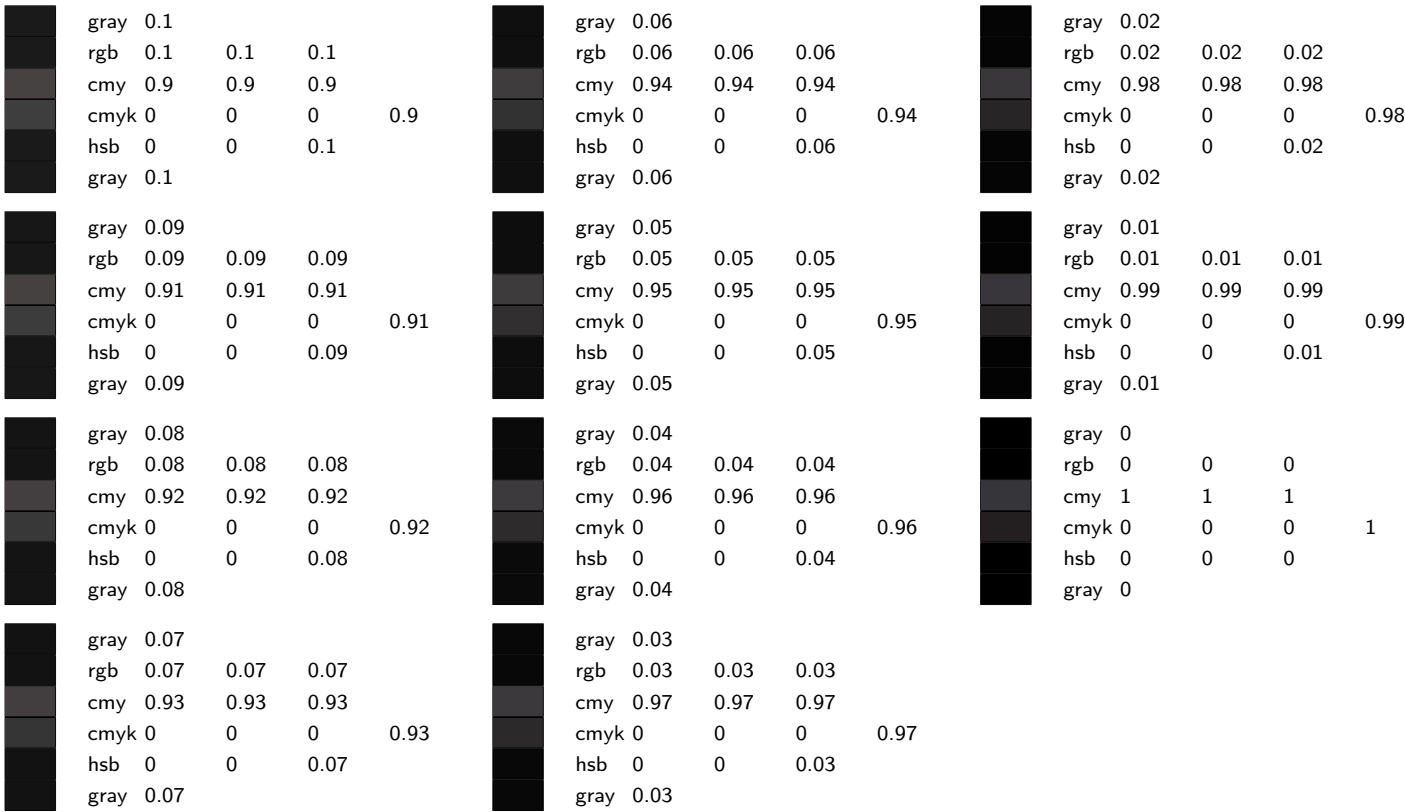 gray 0.1
rgb 0.1 0.1 0.1
cmy 0.9 0.9 0.9
cmyk 0 0 0 0.9
hsb 0 0 0.1
gray 0.1
gray 0.09
rgb 0.09 0.09 0.09
cmy 0.91 0.91 0.91
cmyk 0 0 0 0.91
hsb 0 0 0.09
gray 0.09
gray 0.08
rgb 0.08 0.08 0.08
cmy 0.92 0.92 0.92
cmyk 0 0 0 0.92
hsb 0 0 0.08
gray 0.08
gray 0.07
rgb 0.07 0.07 0.07
cmy 0.93 0.93 0.93
cmyk 0 0 0 0.93
hsb 0 0 0.07
gray 0.07
gray 0.06
rgb 0.06 0.06 0.06
cmy 0.94 0.94 0.94
cmyk 0 0 0 0.94
hsb 0 0 0.06
gray 0.06
gray 0.05
rgb 0.05 0.05 0.05
cmy 0.95 0.95 0.95
cmyk 0 0 0 0.95
hsb 0 0 0.05
gray 0.05
gray 0.04
rgb 0.04 0.04 0.04
cmy 0.96 0.96 0.96
cmyk 0 0 0 0.96
hsb 0 0 0.04
gray 0.04
gray 0.03
rgb 0.03 0.03 0.03
cmy 0.97 0.97 0.97
cmyk 0 0 0 0.97
hsb 0 0 0.03
gray 0.03
gray 0.02
rgb 0.02 0.02 0.02
cmy 0.98 0.98 0.98
cmyk 0 0 0 0.98
hsb 0 0 0.02
gray 0.02
gray 0.01
rgb 0.01 0.01 0.01
cmy 0.99 0.99 0.99
cmyk 0 0 0 0.99
hsb 0 0 0.01
gray 0.01
gray 0
rgb 0 0 0
cmy 1 1 1
cmyk 0 0 0 1
hsb 0 0 0
gray 0